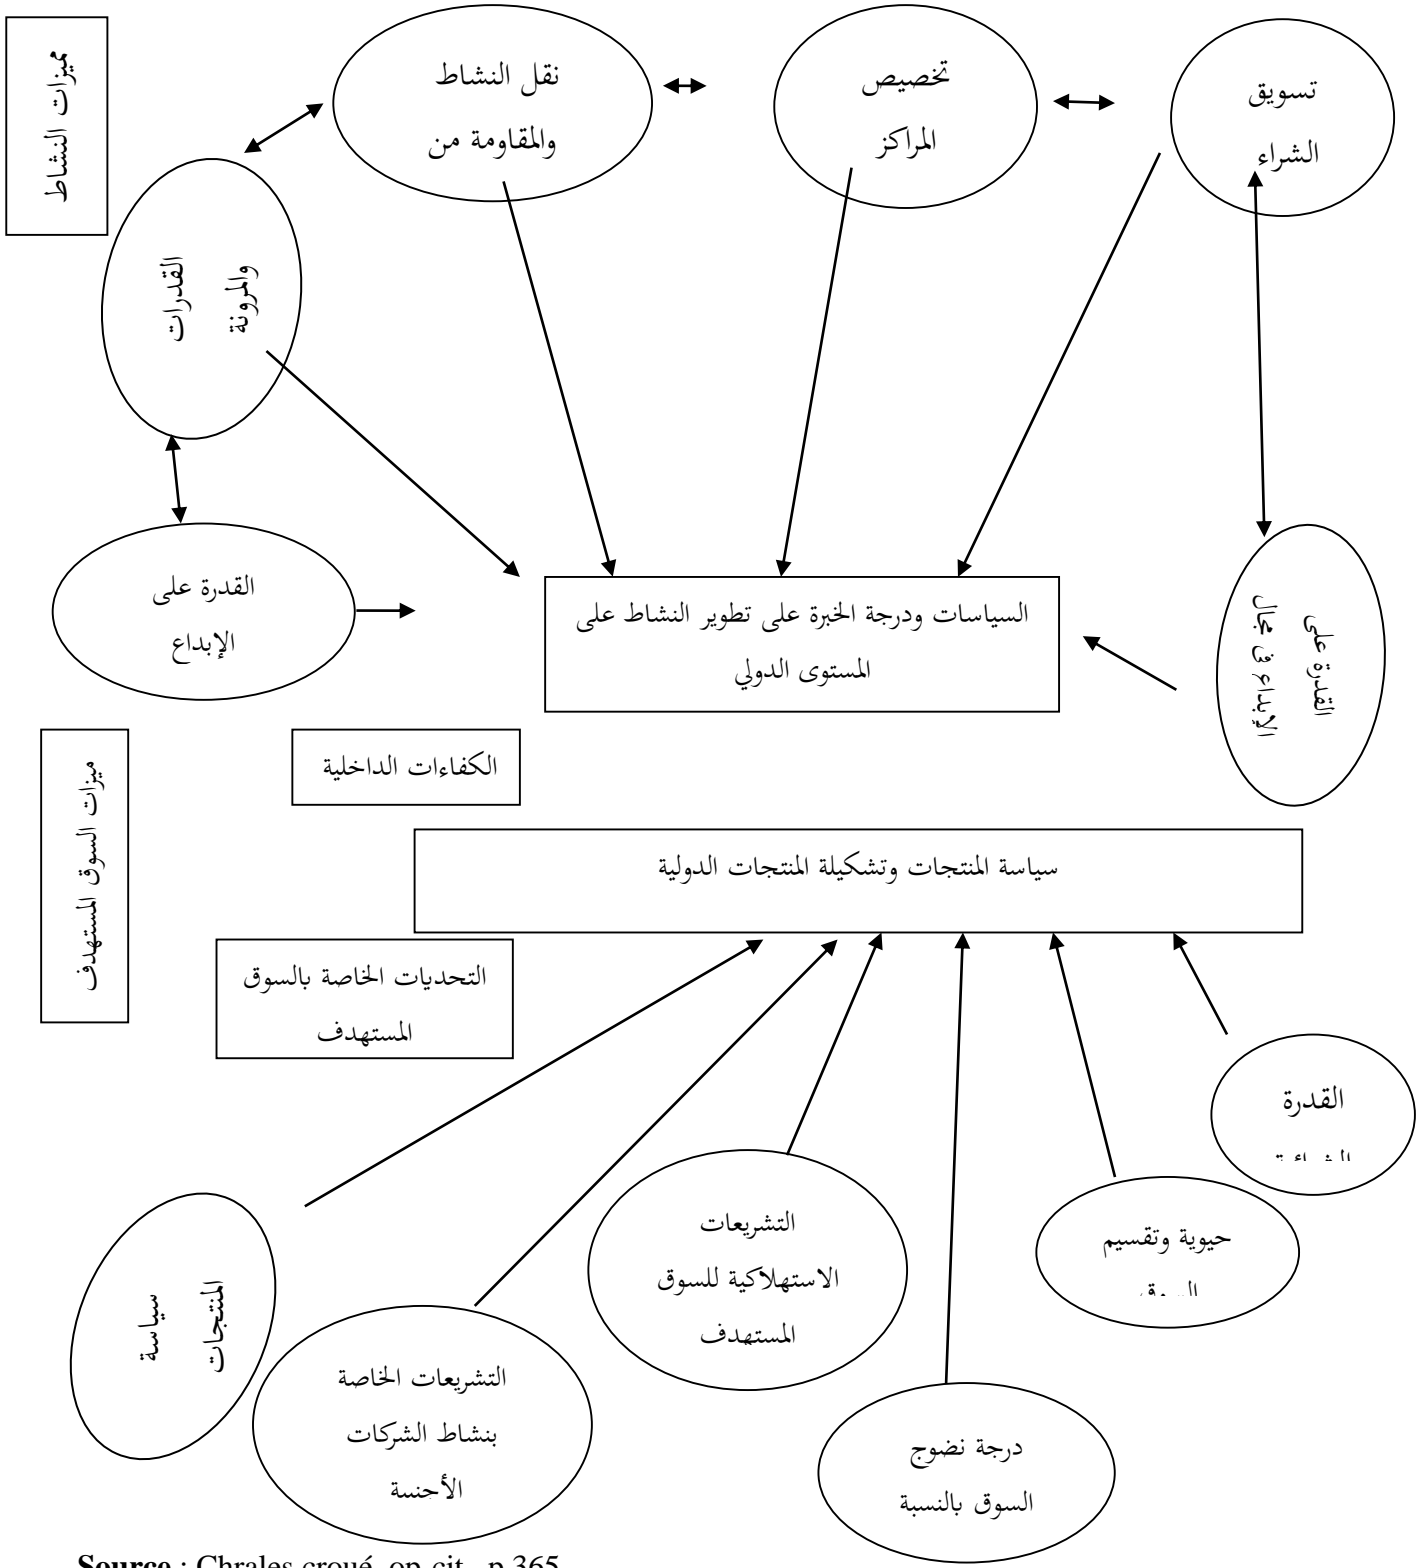 مميزات النشاط
تسويق
الشراء
تخصيص
المراكز
نقل النشاط
والمقاومة من
القدرات
والمرونة
القدرة على
الإبداع
السياسات ودرجة الخبرة على تطوير النشاط على
المستوى الدولي
القدرة على
الإبداع في مجال
الكفاءات الداخلية
ميزات السوق المستهدف
سياسة المنتجات وتشكيلة المنتجات الدولية
التحديات الخاصة بالسوق
المستهدف
القدرة
حيوية وتقسيم
السوق
التشريعات
الاستهلاكية للسوق
المستهدف
سياسة
المنتجات
التشريعات الخاصة
بنشاط الشركات
الأجنبية
درجة نضوج
السوق بالنسبة
Source : Chrales croué, op-cit , p 365